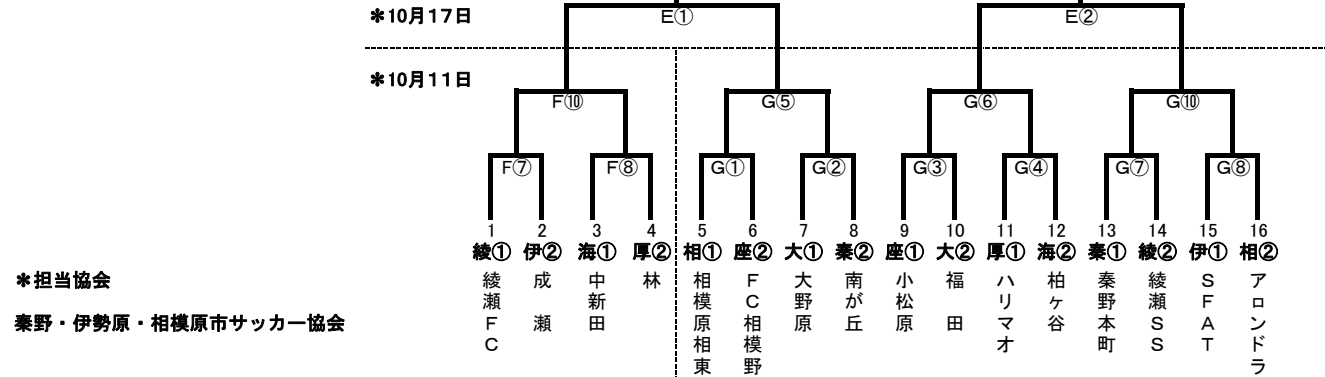 ＊10月17日
E① E②
＊10月11日
F⑩ G⑤ G⑥ G⑩
F⑦ F⑧ G① G② G③ G④ G⑦ G⑧
1 2 3 4 5 6 7 8 9 10 11 12 13 14 15 16
綾① 伊② 海① 厚② 相① 座② 大① 秦② 座① 大② 厚① 海② 秦① 綾② 伊① 相②
＊担当協会
秦野・伊勢原・相模原市サッカー協会
綾瀬FC
成瀬
中新田
林
相模原相東
FC相模野
大野原
南が丘
小松原
福田
ハリマオ
柏ヶ谷
秦野本町
綾瀬SS
SFAT
アロンドラ